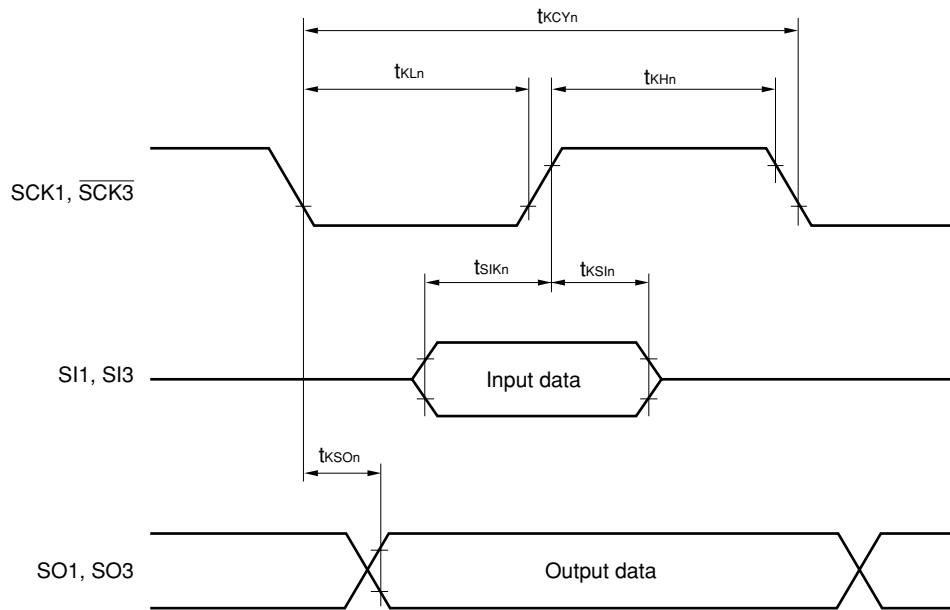 tKCYn
tKLn
tKHn
SCK1, SCK3
tSIKn
tKSIn
SI1, SI3
Input data
tKSOn
SO1, SO3
Output data